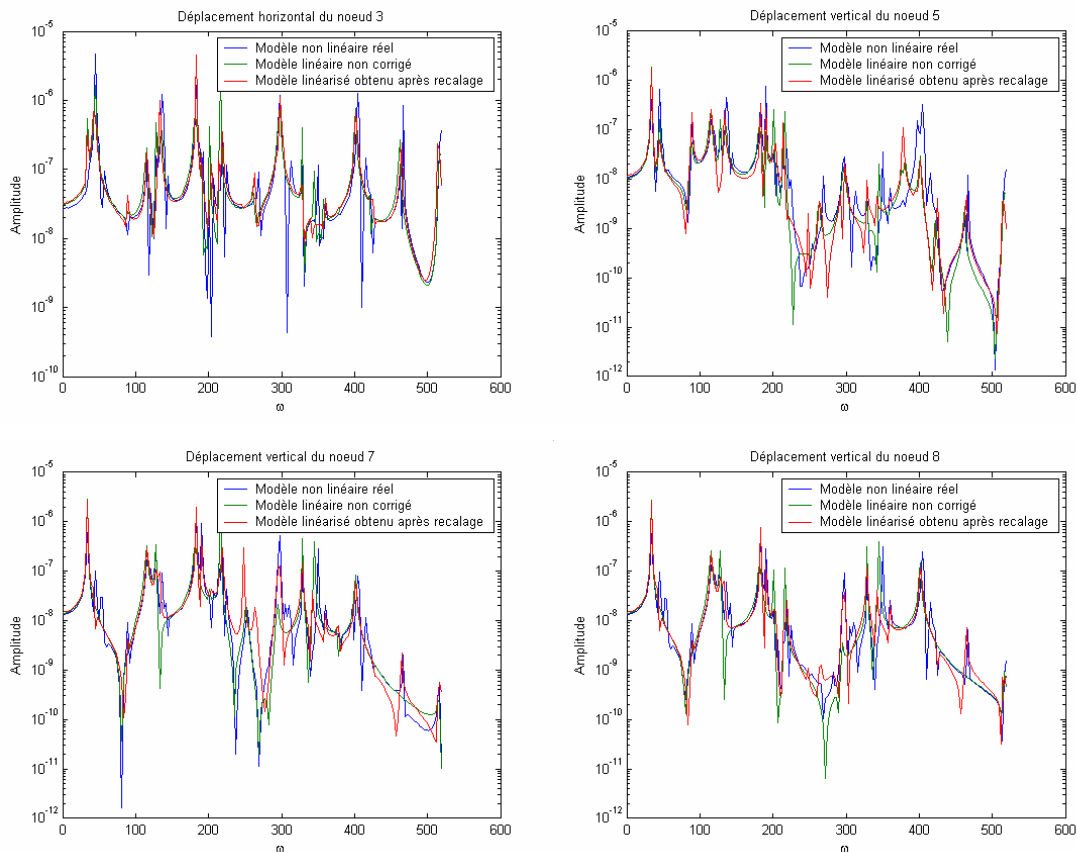 Déplacement horizontal du noeud 3
Modèle non linéaire réel
Modèle linéaire non corrigé
Modèle linéarisé obtenu après recalage
Amplitude
10^-5
10^-6
10^-7
10^-8
10^-9
10^-10
0 100 200 300 400 500 600
ω
Déplacement vertical du noeud 5
Modèle non linéaire réel
Modèle linéaire non corrigé
Modèle linéarisé obtenu après recalage
Amplitude
10^-5
10^-6
10^-7
10^-8
10^-9
10^-10
10^-11
10^-12
0 100 200 300 400 500 600
ω
Déplacement vertical du noeud 7
Modèle non linéaire réel
Modèle linéaire non corrigé
Modèle linéarisé obtenu après recalage
Amplitude
10^-5
10^-6
10^-7
10^-8
10^-9
10^-10
10^-11
10^-12
0 100 200 300 400 500 600
ω
Déplacement vertical du noeud 8
Modèle non linéaire réel
Modèle linéaire non corrigé
Modèle linéarisé obtenu après recalage
Amplitude
10^-5
10^-6
10^-7
10^-8
10^-9
10^-10
10^-11
10^-12
0 100 200 300 400 500 600
ω